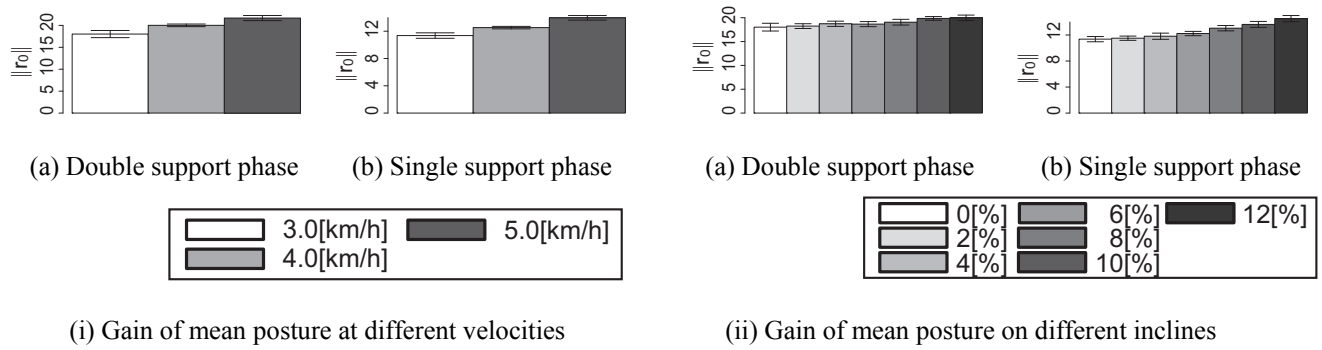 ||r0||
0 5 10 15 20
(a) Double support phase
||r0||
0 4 8 12
(b) Single support phase
3.0[km/h]
4.0[km/h]
5.0[km/h]
(i) Gain of mean posture at different velocities
||r0||
0 5 10 15 20
(a) Double support phase
||r0||
0 4 8 12
(b) Single support phase
0[%]
2[%]
4[%]
6[%]
8[%]
10[%]
12[%]
(ii) Gain of mean posture on different inclines